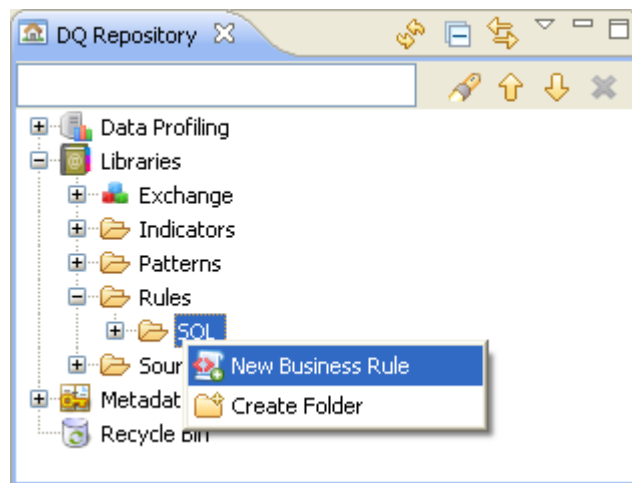 DQ Repository
Data Profiling
Libraries
Exchange
Indicators
Patterns
Rules
SQL
New Business Rule
Sour
Create Folder
Metadat
Recycle Bin